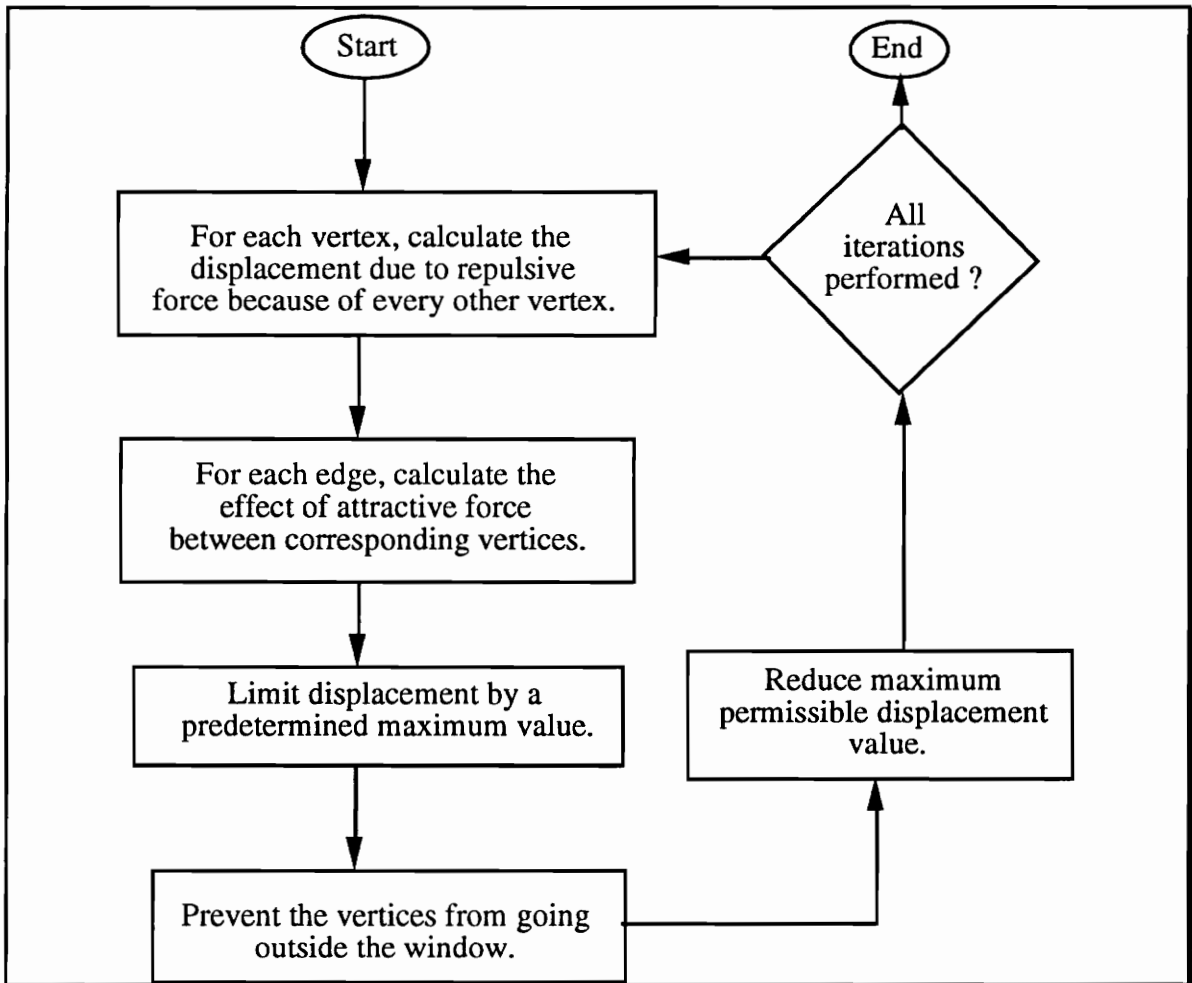 Start
For each vertex, calculate the
displacement due to repulsive
force because of every other vertex.
For each edge, calculate the
effect of attractive force
between corresponding vertices.
Limit displacement by a
predetermined maximum value.
Prevent the vertices from going
outside the window.
Reduce maximum
permissible displacement
value.
All
iterations
performed ?
End